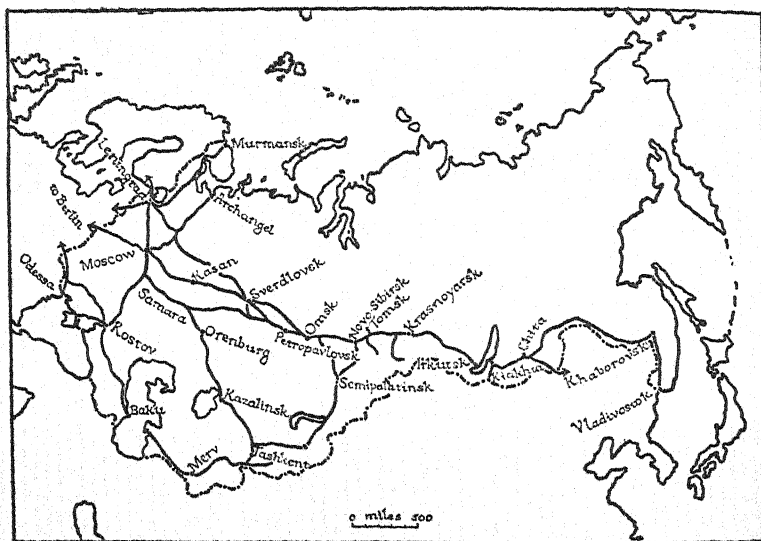 Murmansk
Leningrad
Archangel
to Berlin
Moscow
Kasan
Odessa
Sverdlovsk
Samara
Omsk
Novo-Sibirsk
Tomsk
Krasnoyarsk
Chita
Rostov
Orenburg
Petropavlovsk
Irkutsk
Kiakhta
Khaborovsk
Semipalatinsk
Kazalinsk
Baku
Vladivostok
Merv
Tashkent
0 miles 500